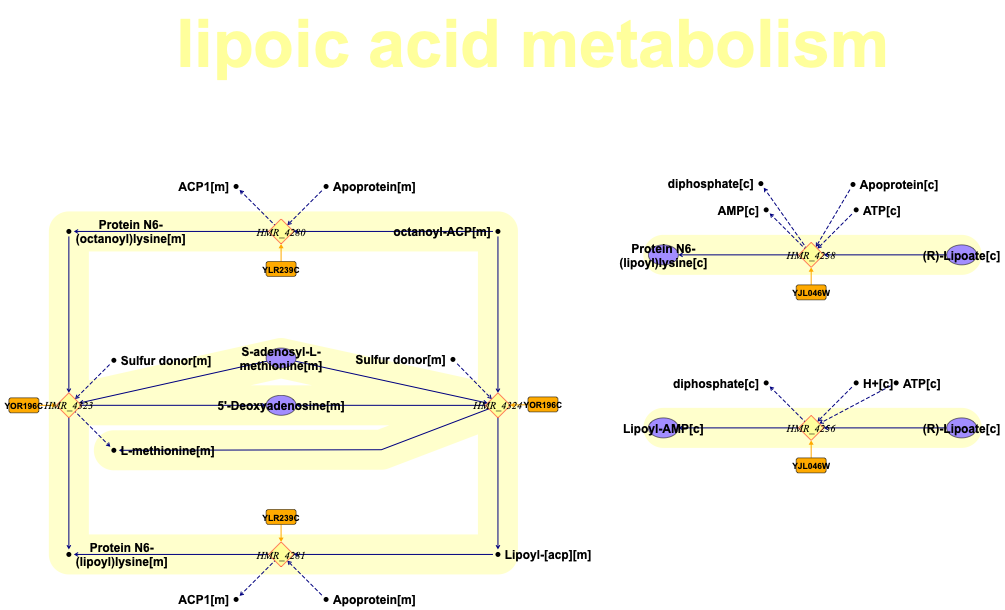 lipoic acid metabolism
ACP1[m]
Apoprotein[m]
Protein N6-
(octanoyl)lysine[m]
HMR_4280
octanoyl-ACP[m]
YLR239C
Sulfur donor[m]
S-adenosyl-L-
methionine[m]
Sulfur donor[m]
YOR196C
HMR_4323
5'-Deoxyadenosine[m]
HMR_4324
YOR196C
L-methionine[m]
YLR239C
Protein N6-
(lipoyl)lysine[m]
HMR_4281
Lipoyl-[acp][m]
ACP1[m]
Apoprotein[m]
diphosphate[c]
Apoprotein[c]
AMP[c]
ATP[c]
Protein N6-
(lipoyl)lysine[c]
HMR_4258
(R)-Lipoate[c]
YJL046W
diphosphate[c]
H+[c]
ATP[c]
Lipoyl-AMP[c]
HMR_4256
(R)-Lipoate[c]
YJL046W